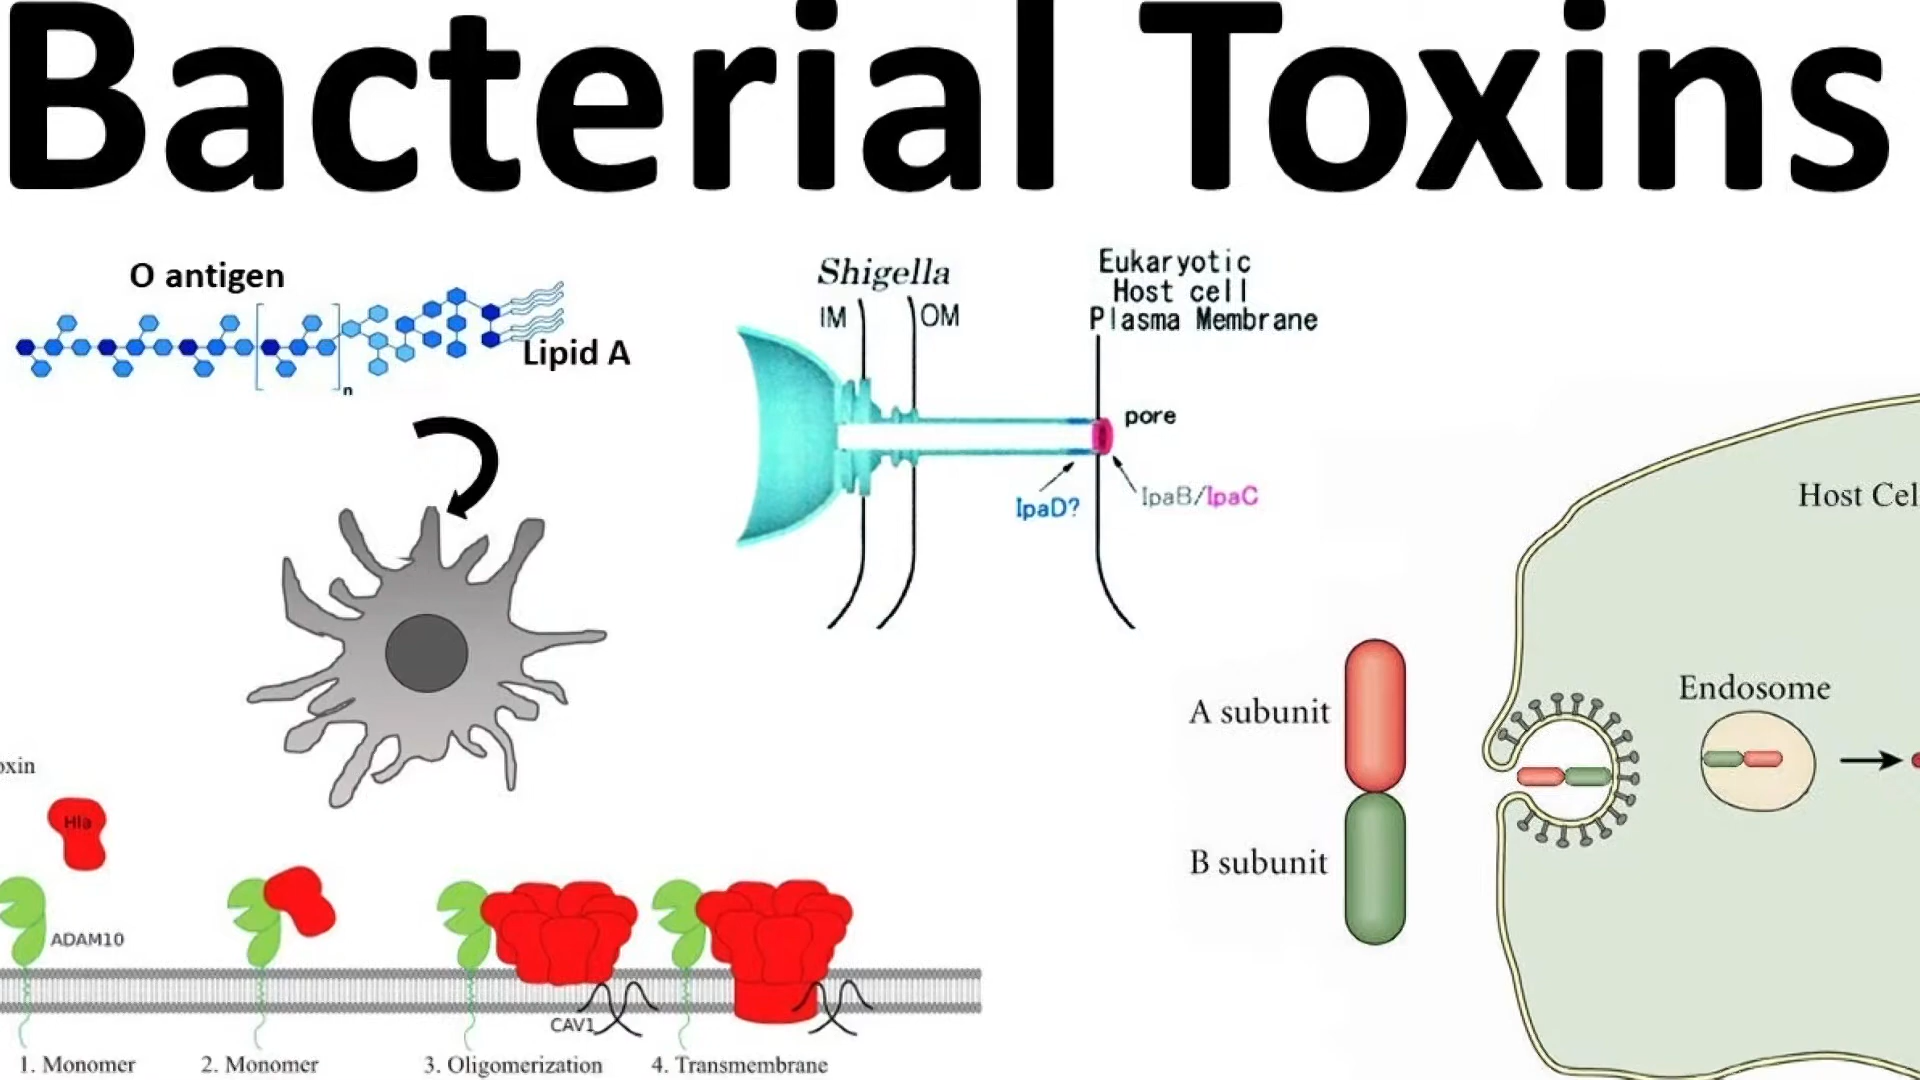 Bacterial Toxins
O antigen
n
Lipid A
Shigella
IM
OM
Eukaryotic
Host cell
Plasma Membrane
pore
IpaD?
IpaB/IpaC
Host Cel
A subunit
B subunit
Endosome
oxin
Hla
ADAM10
CAV1
1. Monomer
2. Monomer
3. Oligomerization
4. Transmembrane